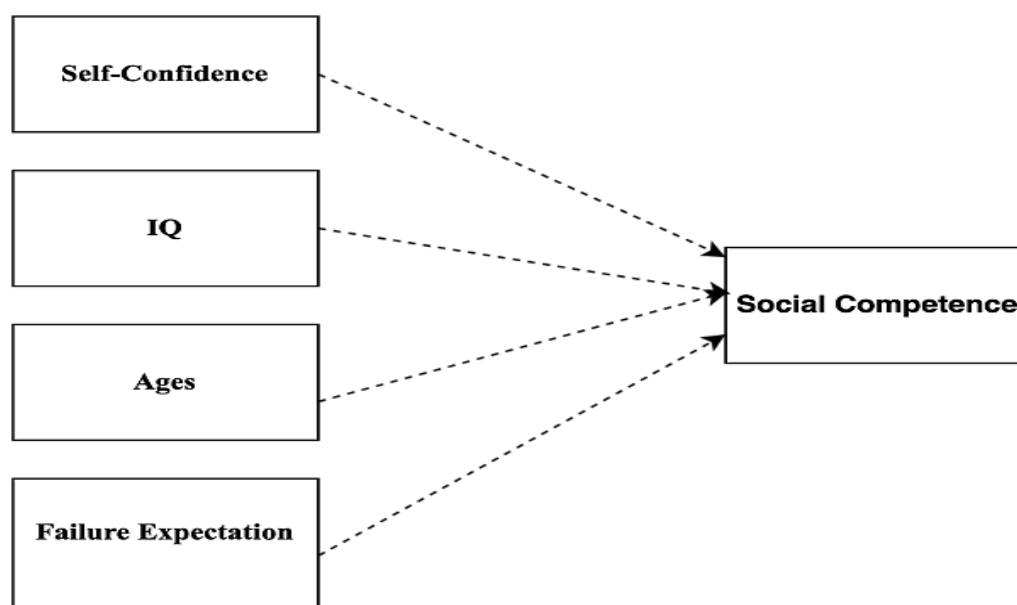 Self-Confidence
IQ
Social Competence
Ages
Failure Expectation